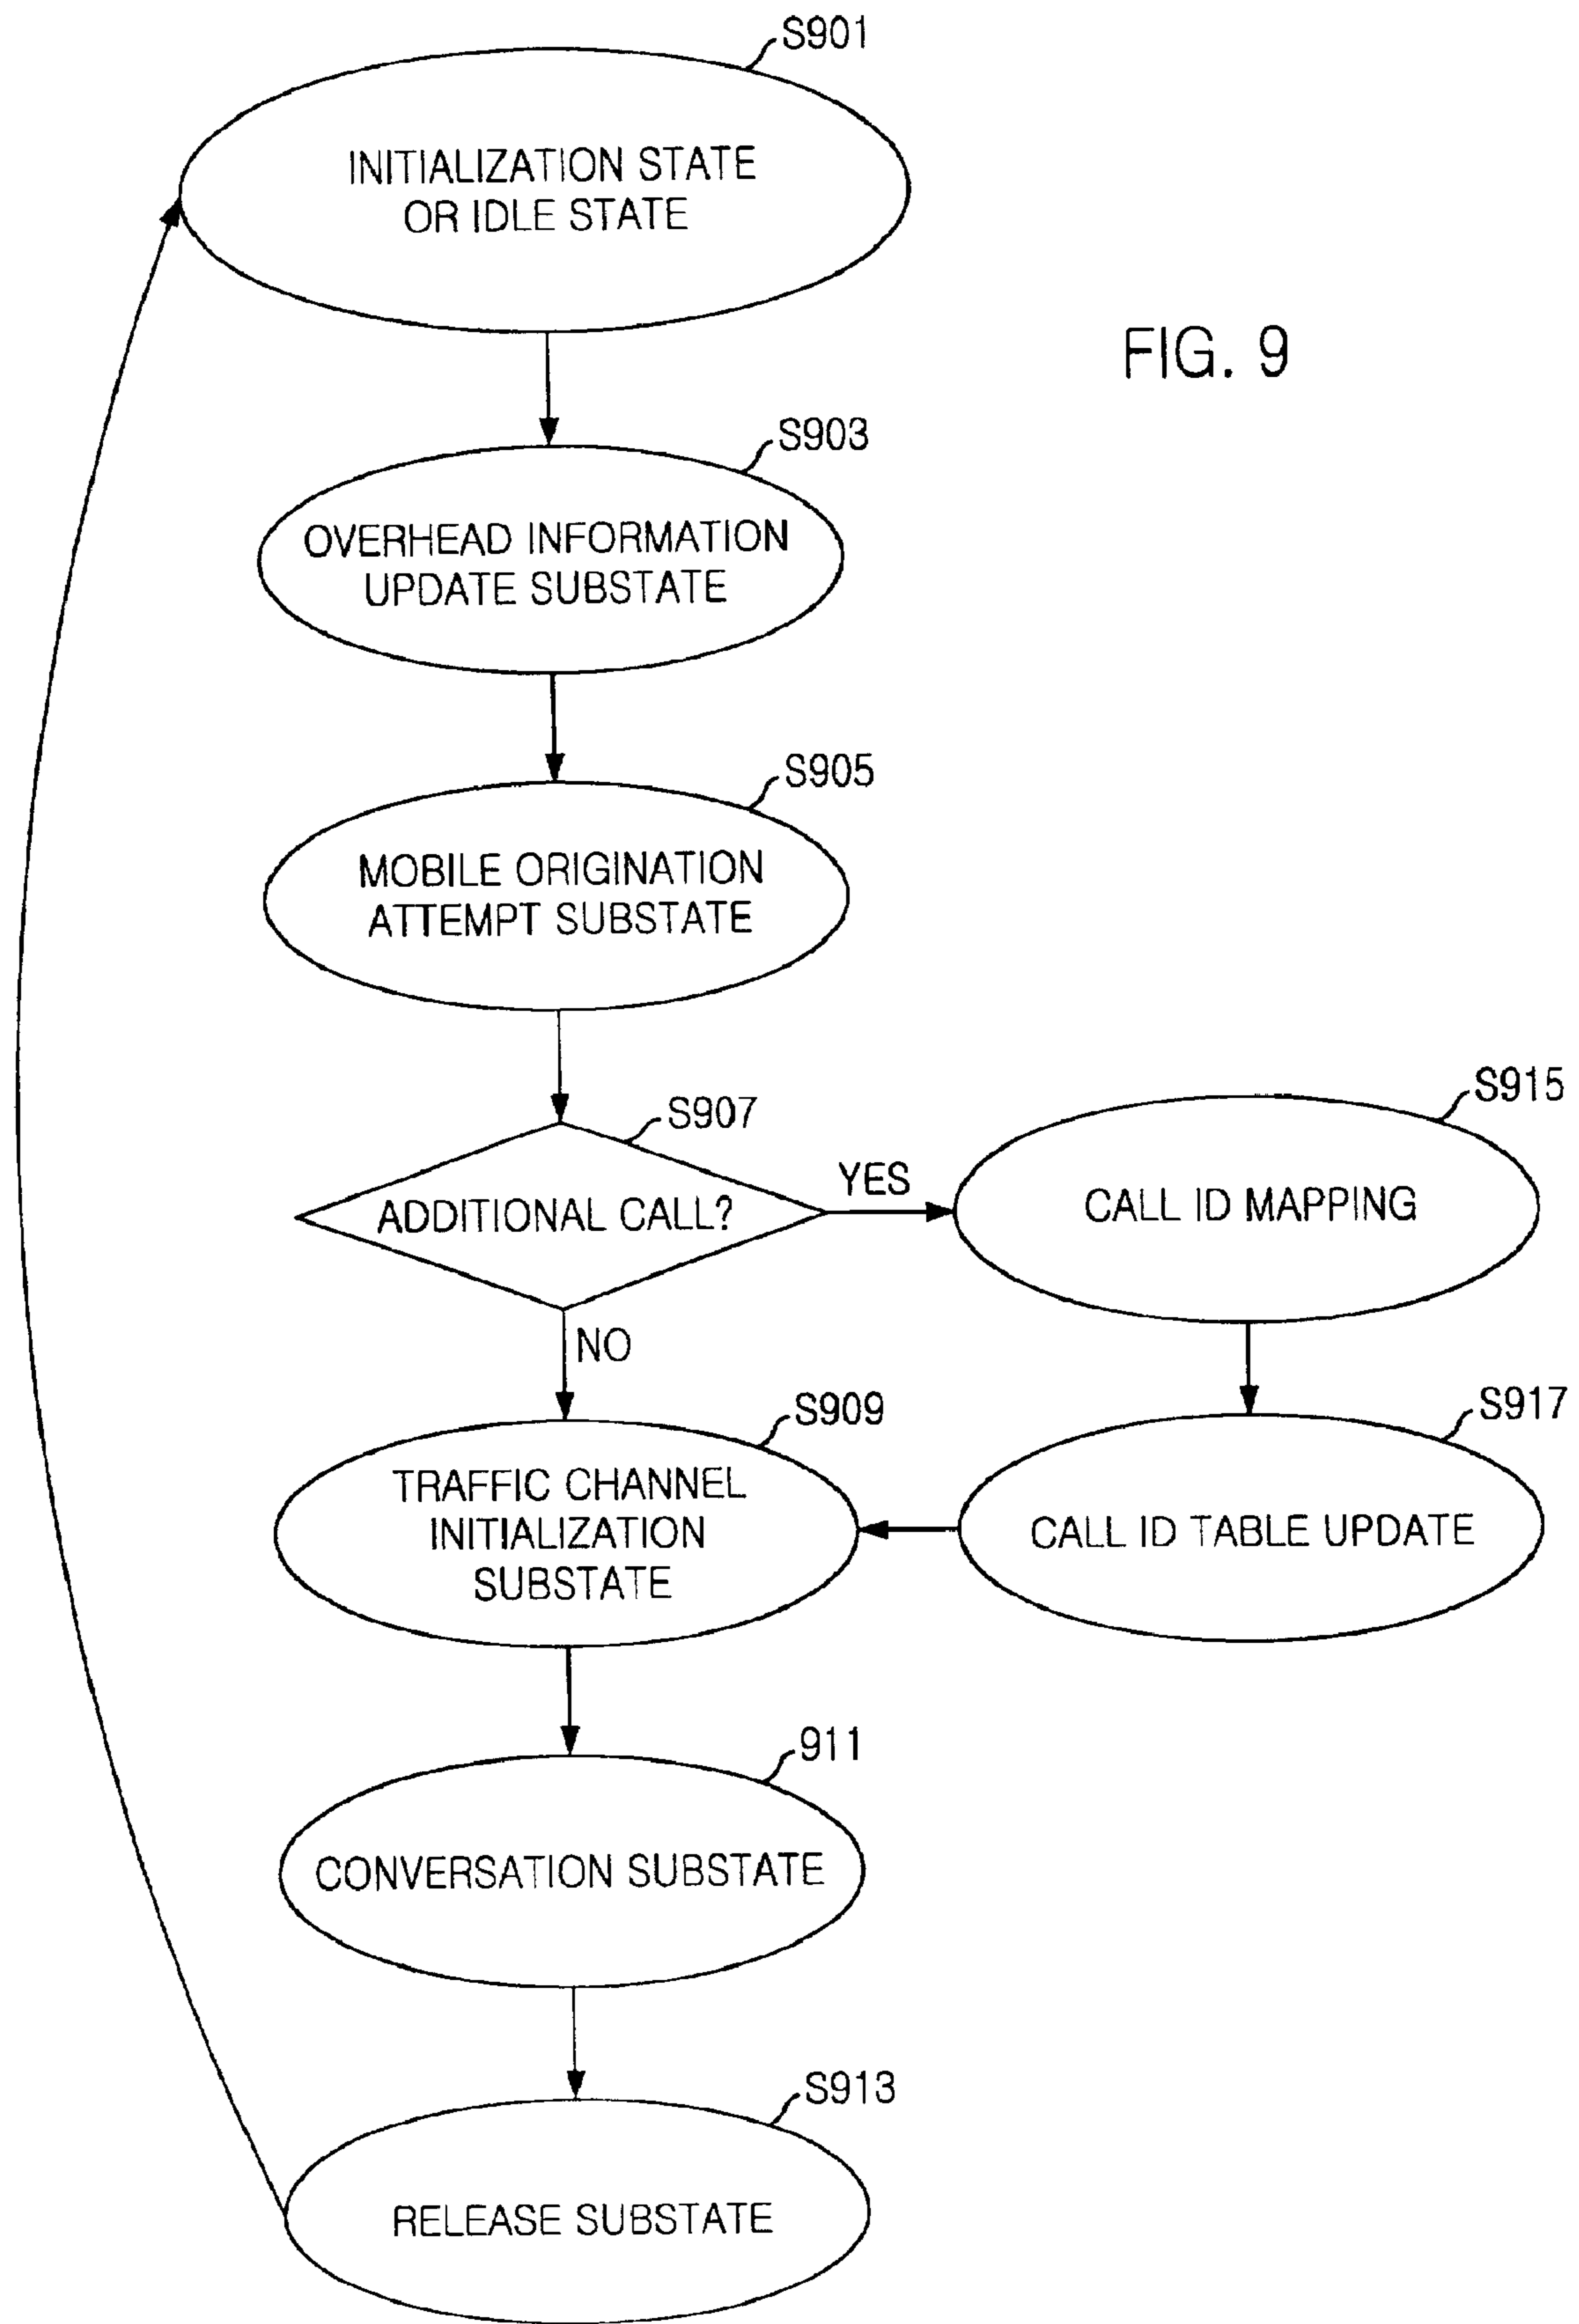 S901
INITIALIZATION STATE
OR IDLE STATE
FIG. 9
S903
OVERHEAD INFORMATION
UPDATE SUBSTATE
S905
MOBILE ORIGINATION
ATTEMPT SUBSTATE
S907
ADDITIONAL CALL?
YES
S915
CALL ID MAPPING
NO
S909
TRAFFIC CHANNEL
INITIALIZATION
SUBSTATE
S917
CALL ID TABLE UPDATE
911
CONVERSATION SUBSTATE
S913
RELEASE SUBSTATE